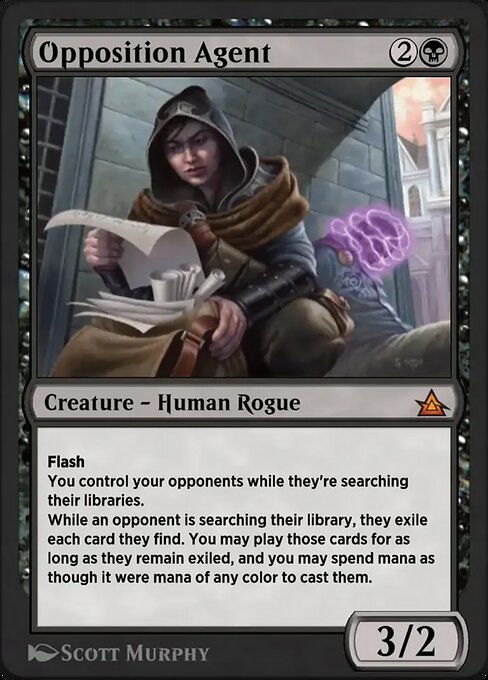 Opposition Agent 2
Creature – Human Rogue
Flash
You control your opponents while they're searching
their libraries.
While an opponent is searching their library, they exile
each card they find. You may play those cards for as
long as they remain exiled, and you may spend mana as
though it were mana of any color to cast them.
3/2
Scott Murphy